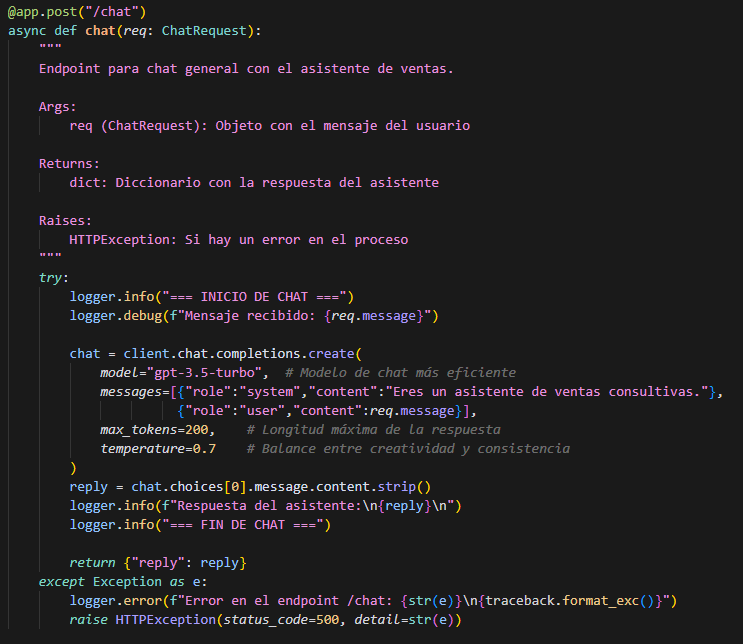 @app.post("/chat")
async def chat(req: ChatRequest):
"""
Endpoint para chat general con el asistente de ventas.
Args:
req (ChatRequest): Objeto con el mensaje del usuario
Returns:
dict: Diccionario con la respuesta del asistente
Raises:
HTTPException: Si hay un error en el proceso
"""
try:
logger.info("=== INICIO DE CHAT ===")
logger.debug(f"Mensaje recibido: {req.message}")
chat = client.chat.completions.create(
model="gpt-3.5-turbo",  # Modelo de chat más eficiente
messages=[{"role":"system","content":"Eres un asistente de ventas consultivas."},
{"role":"user","content":req.message}],
max_tokens=200,    # Longitud máxima de la respuesta
temperature=0.7    # Balance entre creatividad y consistencia
)
reply = chat.choices[0].message.content.strip()
logger.info(f"Respuesta del asistente:\n{reply}\n")
logger.info("=== FIN DE CHAT ===")
return {"reply": reply}
except Exception as e:
logger.error(f"Error en el endpoint /chat: {str(e)}\n{traceback.format_exc()}")
raise HTTPException(status_code=500, detail=str(e))